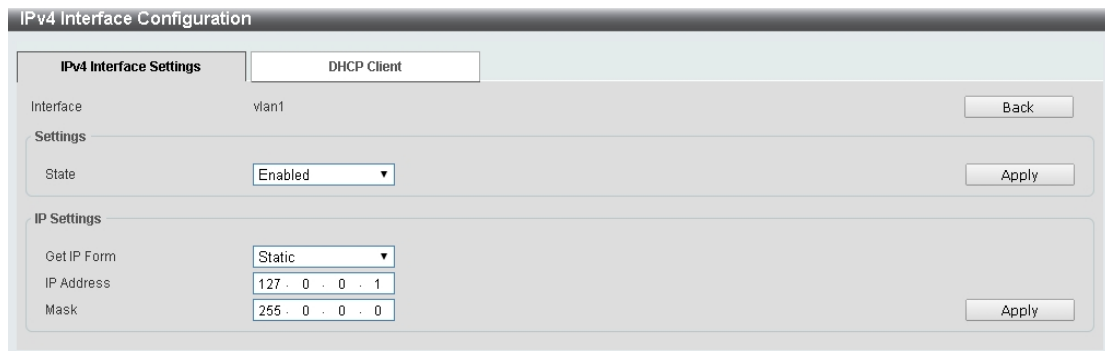 IPv4 Interface Configuration
IPv4 Interface Settings DHCP Client
Interface vlan1 Back
Settings
State Enabled Apply
IP Settings
Get IP Form Static
IP Address 127 . 0 . 0 . 1
Mask 255 . 0 . 0 . 0 Apply